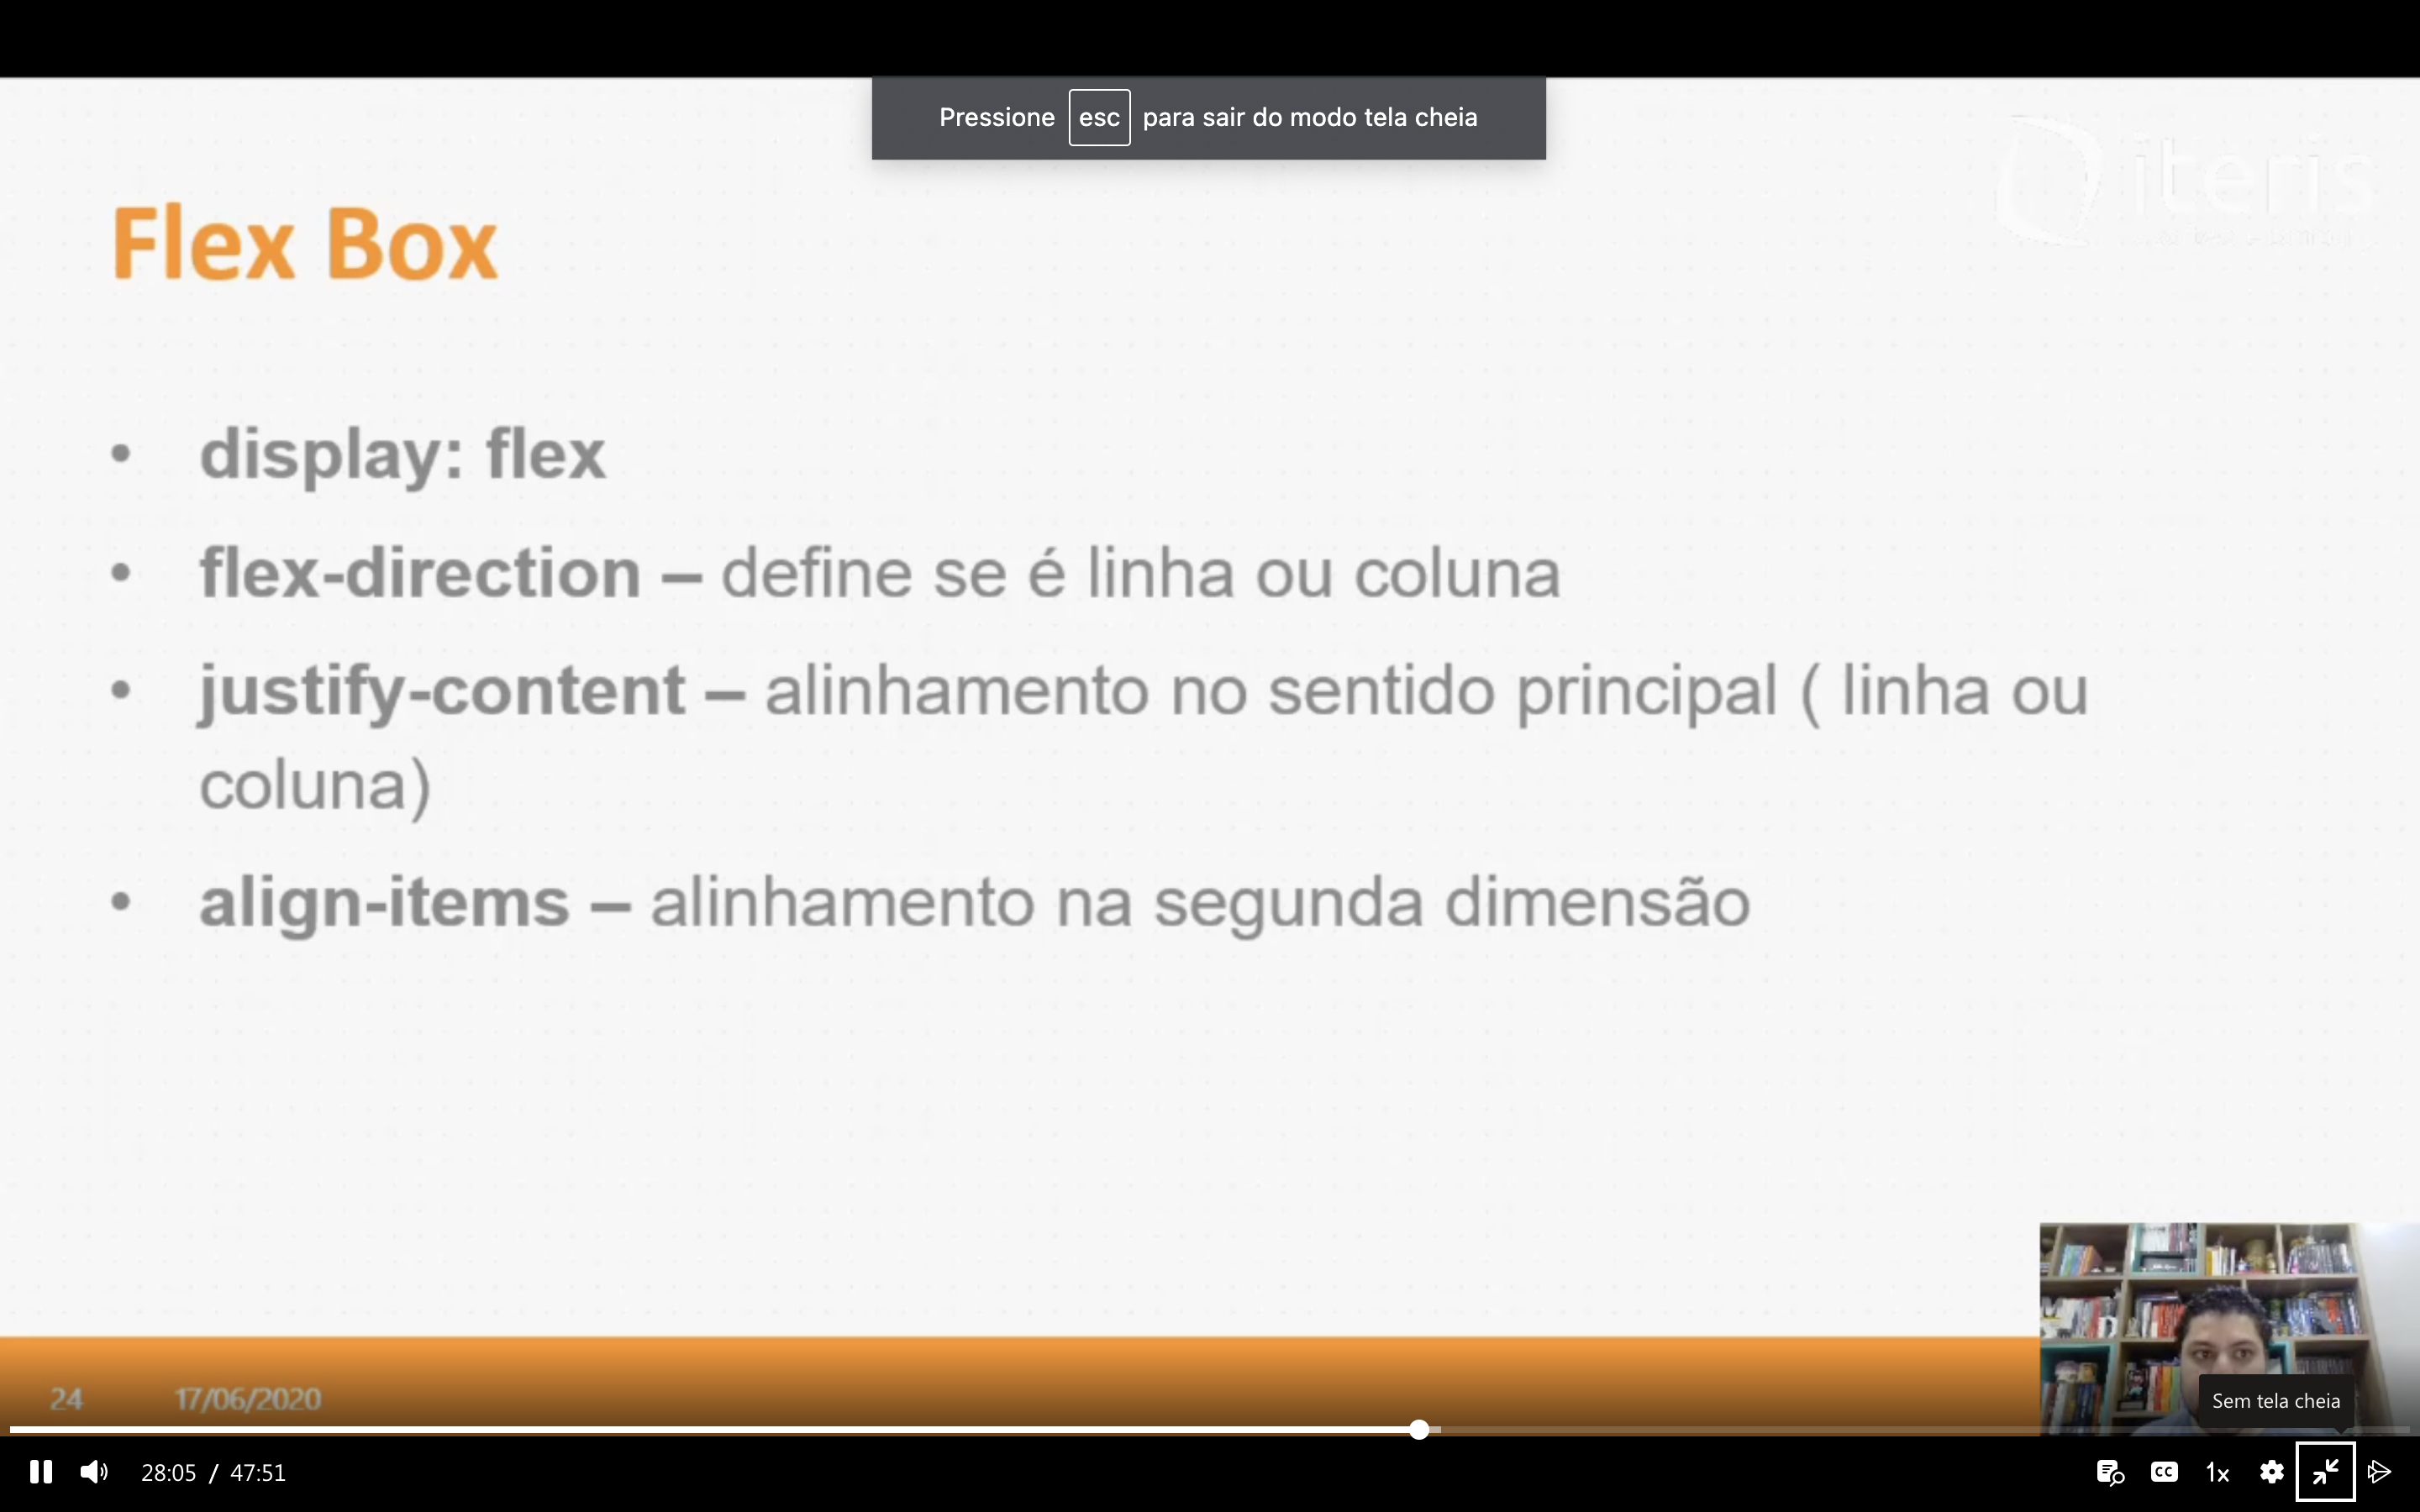 Pressione esc para sair do modo tela cheia
iteris
Flex Box
• display: flex
• flex-direction – define se é linha ou coluna
• justify-content – alinhamento no sentido principal ( linha ou
coluna)
• align-items – alinhamento na segunda dimensão
24 17/06/2020
Sem tela cheia
28:05 / 47:51
CC 1x